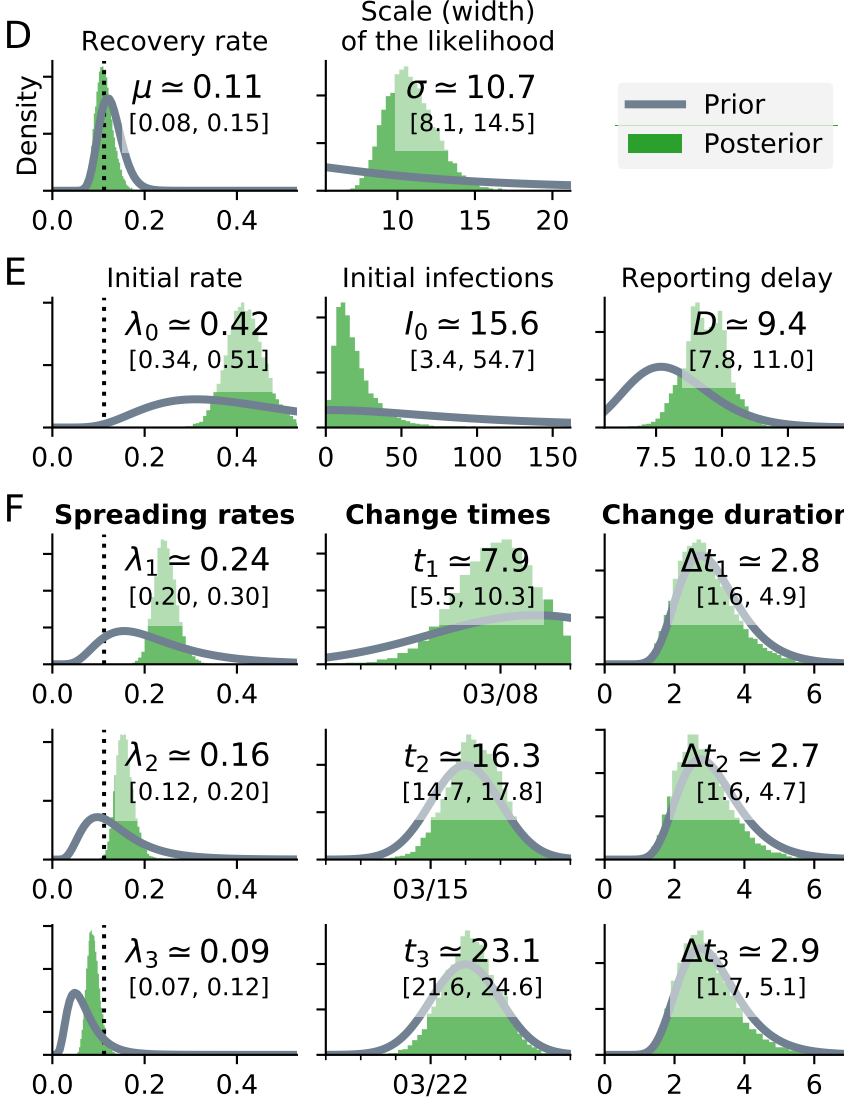 D
Recovery rate
Scale (width)
of the likelihood
Density
μ ≃ 0.11
[0.08, 0.15]
σ ≃ 10.7
[8.1, 14.5]
Prior
Posterior
0.0 0.2 0.4
10 15 20
E
Initial rate
Initial infections
Reporting delay
λ₀ ≃ 0.42
[0.34, 0.51]
I₀ ≃ 15.6
[3.4, 54.7]
D ≃ 9.4
[7.8, 11.0]
0.0 0.2 0.4
0 50 100 150
7.5 10.0 12.5
F
Spreading rates
Change times
Change duration
λ₁ ≃ 0.24
[0.20, 0.30]
t₁ ≃ 7.9
[5.5, 10.3]
Δt₁ ≃ 2.8
[1.6, 4.9]
0.0 0.2 0.4
03/08
0 2 4 6
λ₂ ≃ 0.16
[0.12, 0.20]
t₂ ≃ 16.3
[14.7, 17.8]
Δt₂ ≃ 2.7
[1.6, 4.7]
0.0 0.2 0.4
03/15
0 2 4 6
λ₃ ≃ 0.09
[0.07, 0.12]
t₃ ≃ 23.1
[21.6, 24.6]
Δt₃ ≃ 2.9
[1.7, 5.1]
0.0 0.2 0.4
03/22
0 2 4 6